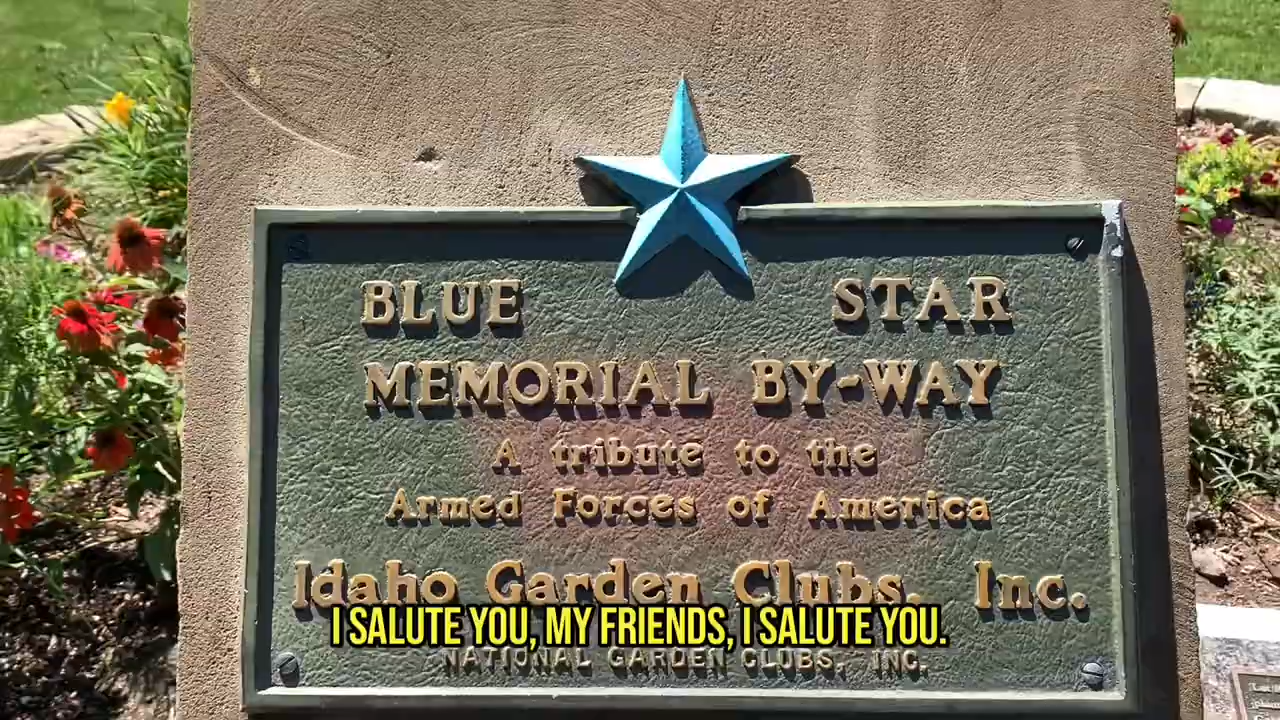 BLUE STAR
MEMORIAL BY-WAY
A tribute to the
Armed Forces of America
Idaho Garden Clubs, Inc.
I SALUTE YOU, MY FRIENDS, I SALUTE YOU.
NATIONAL GARDEN CLUBS, INC.